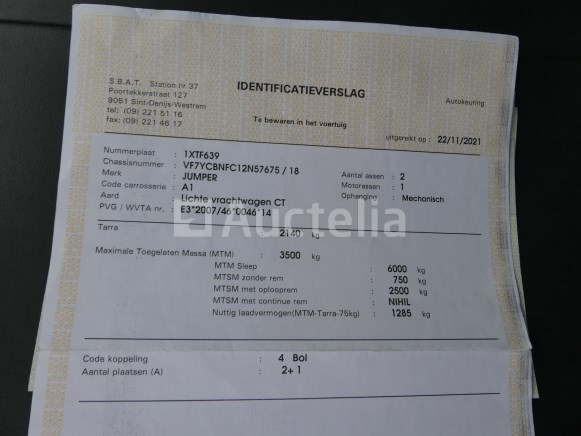 S.B.A.T. Station nr 37
Poortekkerstraat 127
9051 Sint-Denijs-Westrem
tel: (09) 221 51 16
fax: (09) 221 46 17
IDENTIFICATIEVERSLAG
Te bewaren in het voertuig
Autokeuring
uitgereikt op : 22/11/2021
Nummerplaat : 1XTF639
Chassisnummer : VF7YCBNFC12N57675 / 18
Merk : JUMPER
Code carrosserie : A1
Aard : Lichte vrachtwagen CT
PVG / WVTA nr. : E3*2007/46*0046*14
Aantal assen : 2
Motorassen : 1
Ophanging : Mechanisch
Auctelia
Tarra : 2140 kg
Maximale Toegelaten Massa (MTM) : 3500 kg
MTM Sleep : 6000 kg
MTSM zonder rem : 750 kg
MTSM met oplooprem : 2500 kg
MTSM met continue rem : NIHIL
Nuttig laadvermogen(MTM-Tarra-75kg) : 1285 kg
Code koppeling : 4 Bol
Aantal plaatsen (A) : 2+1